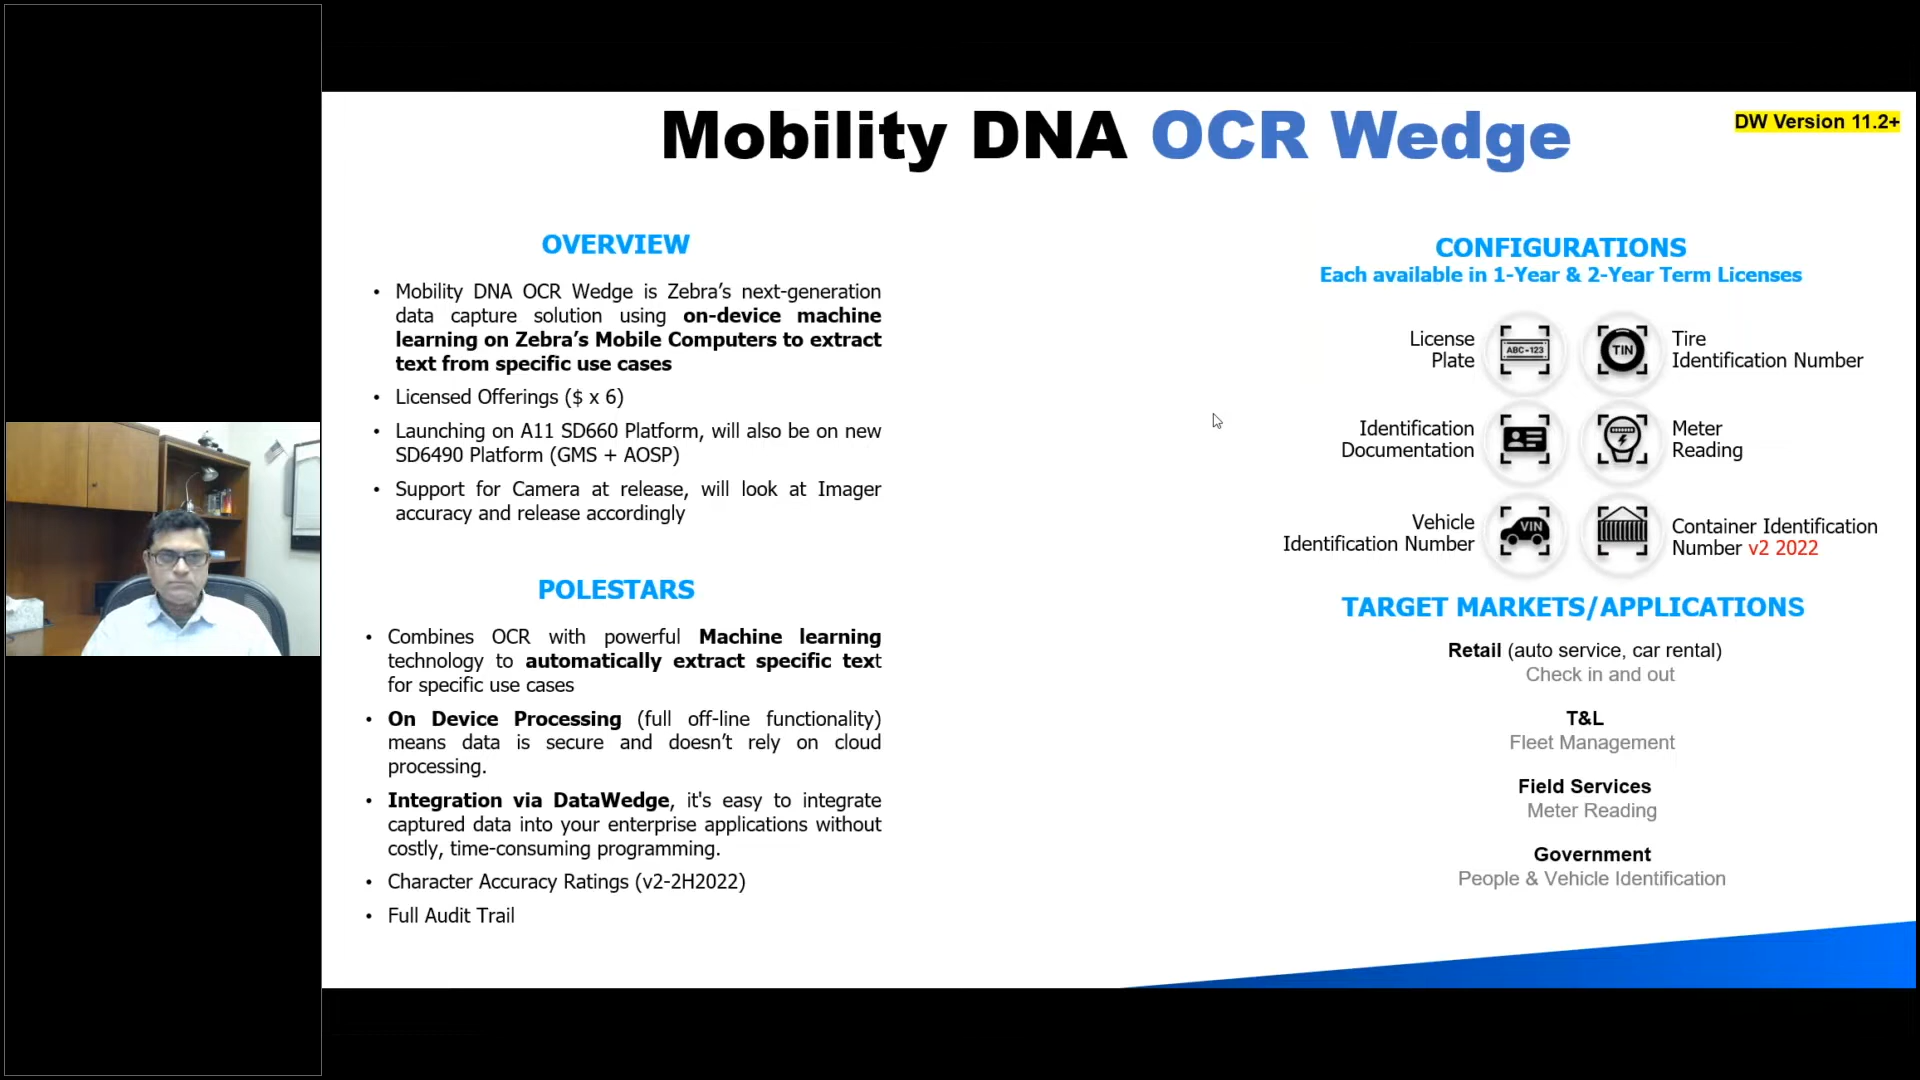 Mobility DNA OCR Wedge
DW Version 11.2+
OVERVIEW
• Mobility DNA OCR Wedge is Zebra’s next-generation
data capture solution using on-device machine
learning on Zebra’s Mobile Computers to extract
text from specific use cases
• Licensed Offerings ($ x 6)
• Launching on A11 SD660 Platform, will also be on new
SD6490 Platform (GMS + AOSP)
• Support for Camera at release, will look at Imager
accuracy and release accordingly
POLESTARS
• Combines OCR with powerful Machine learning
technology to automatically extract specific text
for specific use cases
• On Device Processing (full off-line functionality)
means data is secure and doesn’t rely on cloud
processing.
• Integration via DataWedge, it's easy to integrate
captured data into your enterprise applications without
costly, time-consuming programming.
• Character Accuracy Ratings (v2-2H2022)
• Full Audit Trail
CONFIGURATIONS
Each available in 1-Year & 2-Year Term Licenses
License
Plate
ABC-123
TIN
Tire
Identification Number
Identification
Documentation
Meter
Reading
Vehicle
Identification Number
VIN
Container Identification
Number v2 2022
TARGET MARKETS/APPLICATIONS
Retail (auto service, car rental)
Check in and out
T&L
Fleet Management
Field Services
Meter Reading
Government
People & Vehicle Identification